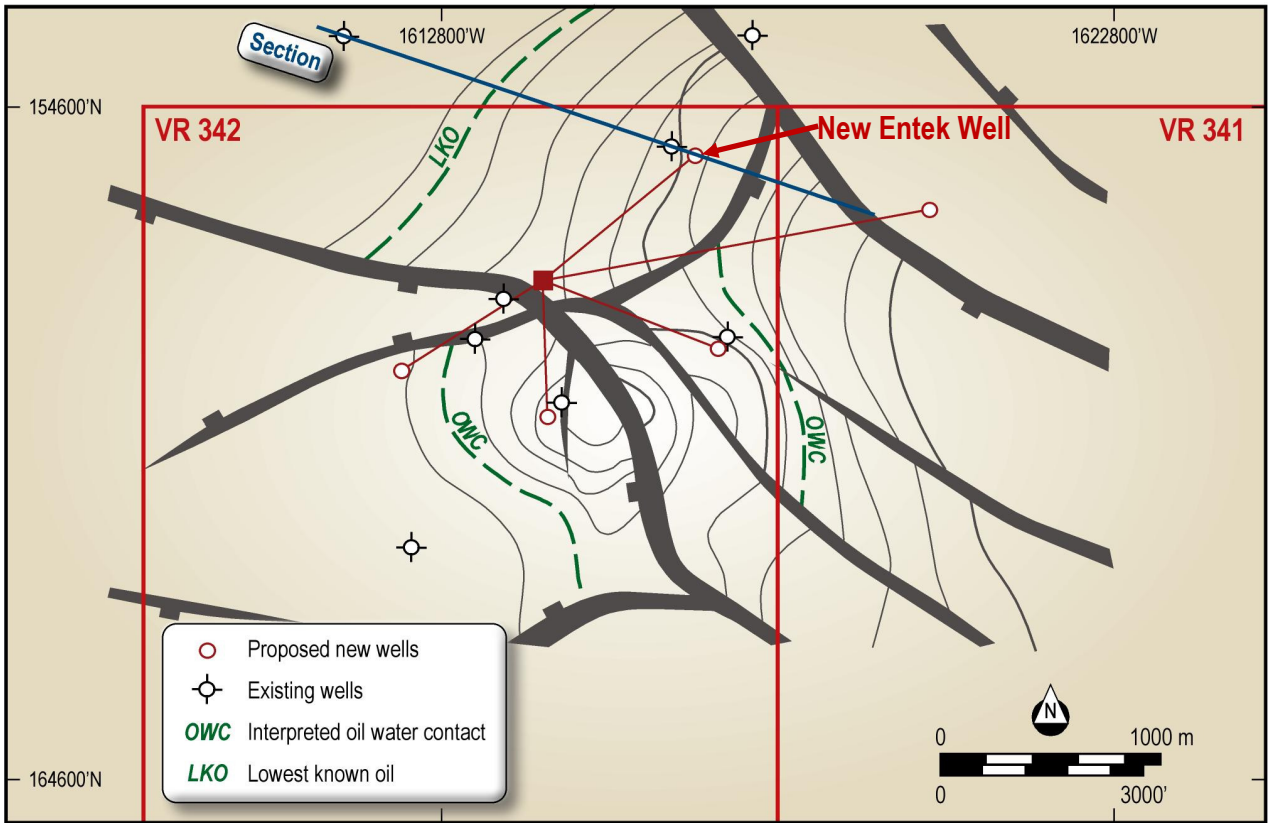 Section
1612800'W
1622800'W
154600'N
VR 342
New Entek Well
VR 341
LKO
OWC
OWC
Proposed new wells
Existing wells
OWC Interpreted oil water contact
LKO Lowest known oil
N
0 1000 m
0 3000'
164600'N